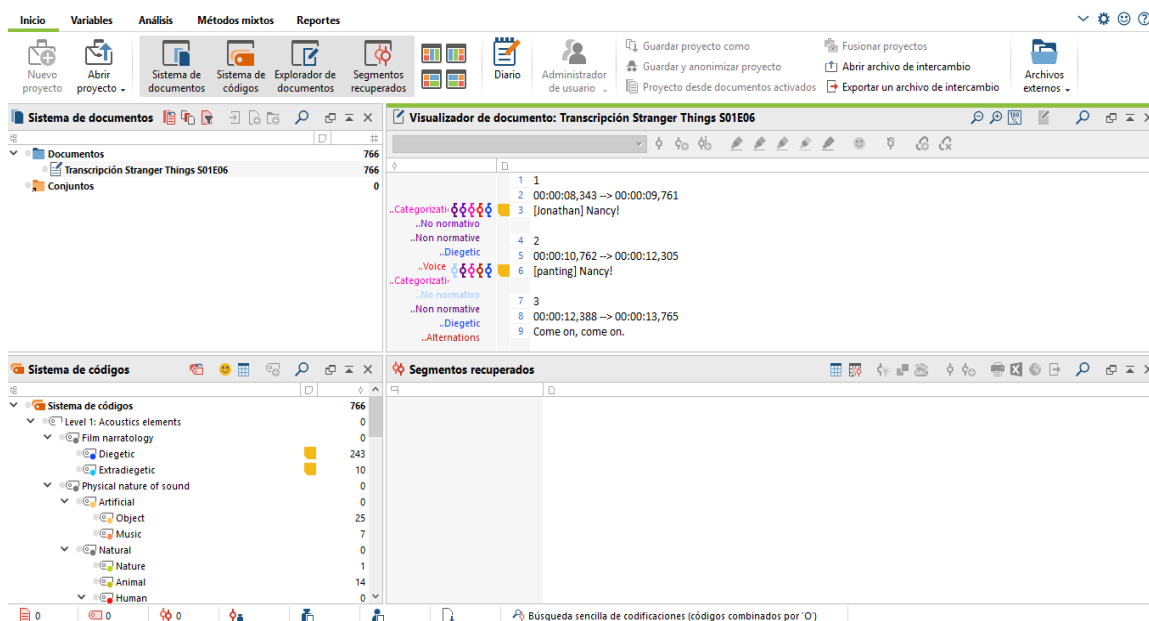 Inicio Variables Análisis Métodos mixtos Reportes
Nuevo proyecto
Abrir proyecto
Sistema de documentos
Sistema de códigos
Explorador de documentos
Segmentos recuperados
Diario
Administrador de usuario
Guardar proyecto como
Guardar y anonimizar proyecto
Proyecto desde documentos activados
Fusionar proyectos
Abrir archivo de intercambio
Exportar un archivo de intercambio
Archivos externos
Sistema de documentos
Documentos 766
Transcripción Stranger Things S01E06 766
Conjuntos 0
Visualizador de documento: Transcripción Stranger Things S01E06
1 1
2 00:00:08,343 --> 00:00:09,761
..Categorizati 3 [Jonathan] Nancy!
..No normativo
..Non normative 4 2
..Diegetic 5 00:00:10,762 --> 00:00:12,305
..Voice 6 [panting] Nancy!
..Categorizati
..No normativo 7 3
..Non normative 8 00:00:12,388 --> 00:00:13,765
..Diegetic 9 Come on, come on.
..Alternations
Sistema de códigos
Sistema de códigos 766
Level 1: Acoustics elements 0
Film narratology 0
Diegetic 243
Extradiegetic 10
Physical nature of sound 0
Artificial 0
Object 25
Music 7
Natural 0
Nature 1
Animal 14
Human 0
Segmentos recuperados
0 0 0 Búsqueda sencilla de codificaciones (códigos combinados por 'O')